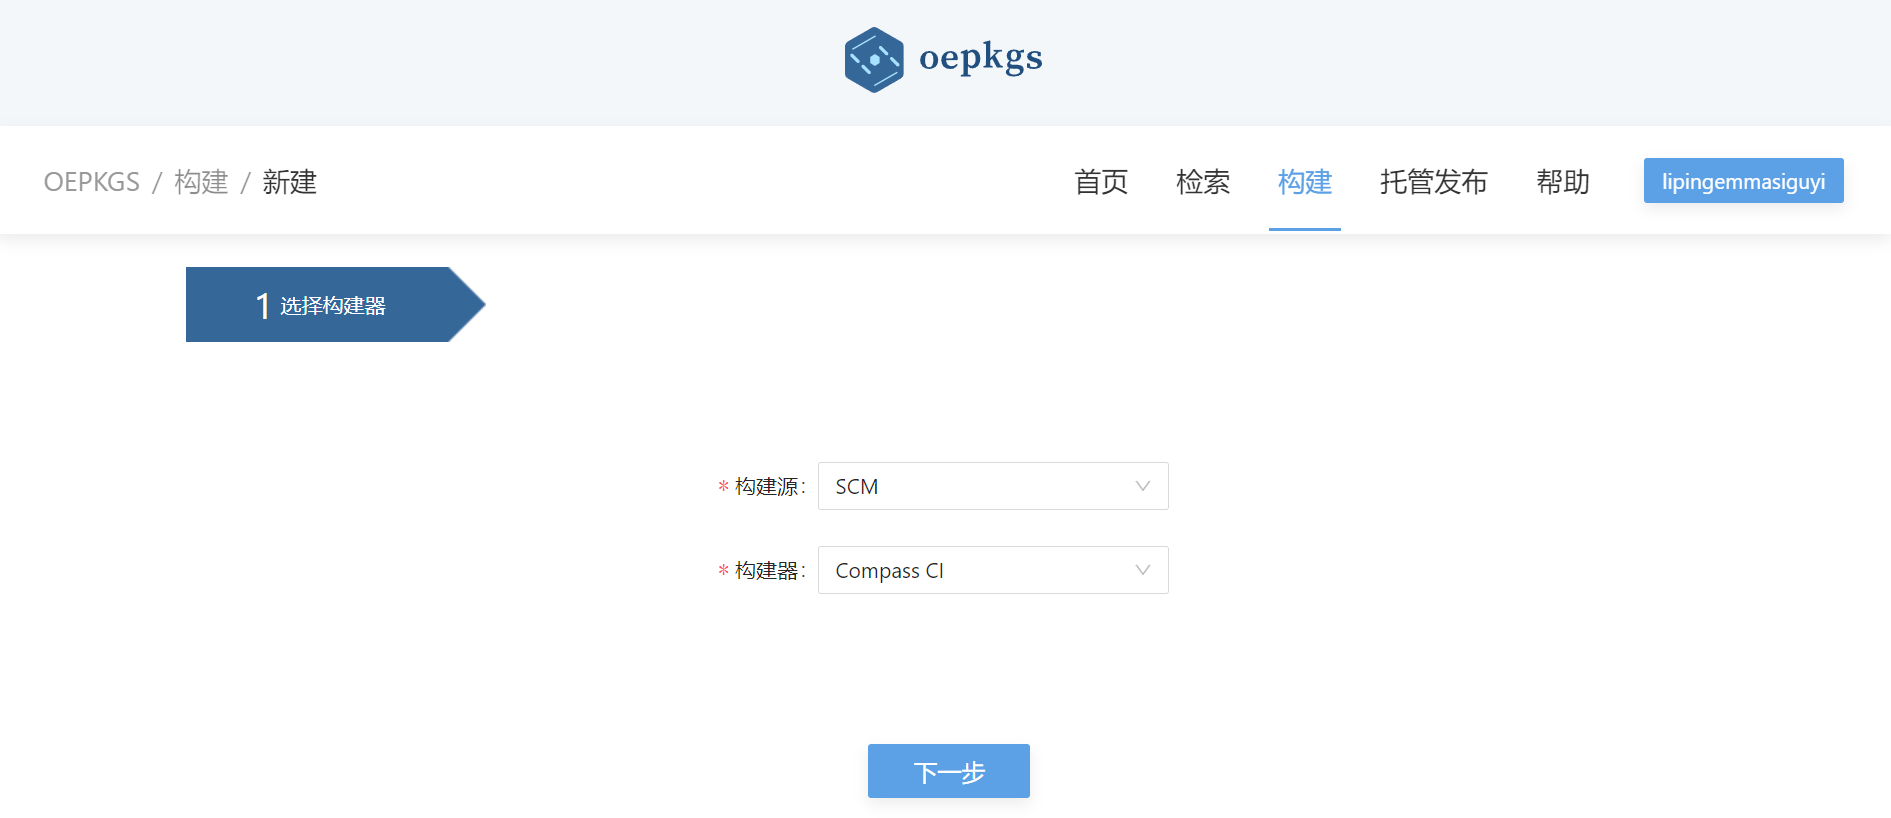 oepkgs
OEPKGS / 构建 / 新建
首页 检索 构建 托管发布 帮助 lipingemmasiguyi
1 选择构建器
* 构建源: SCM
* 构建器: Compass CI
下一步